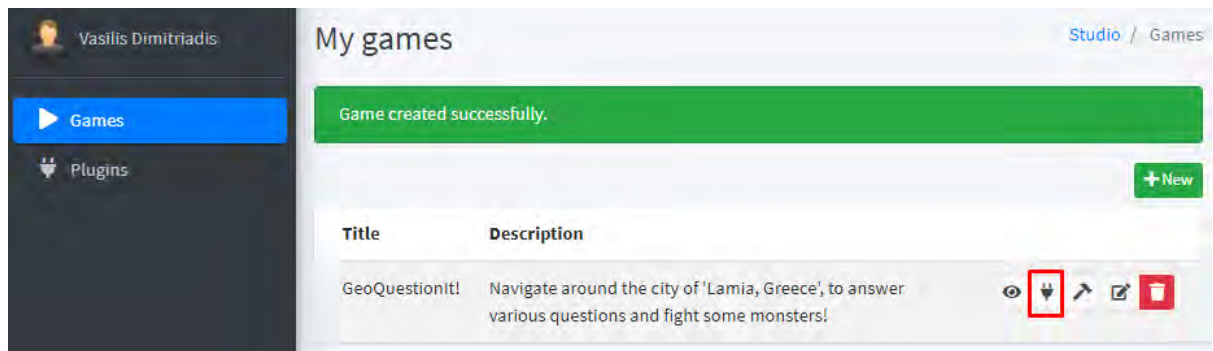 Vasilis Dimitriadis
Games
Plugins
My games
Studio / Games
Game created successfully.
+New
Title Description
GeoQuestionIt! Navigate around the city of 'Lamia, Greece', to answer
various questions and fight some monsters!